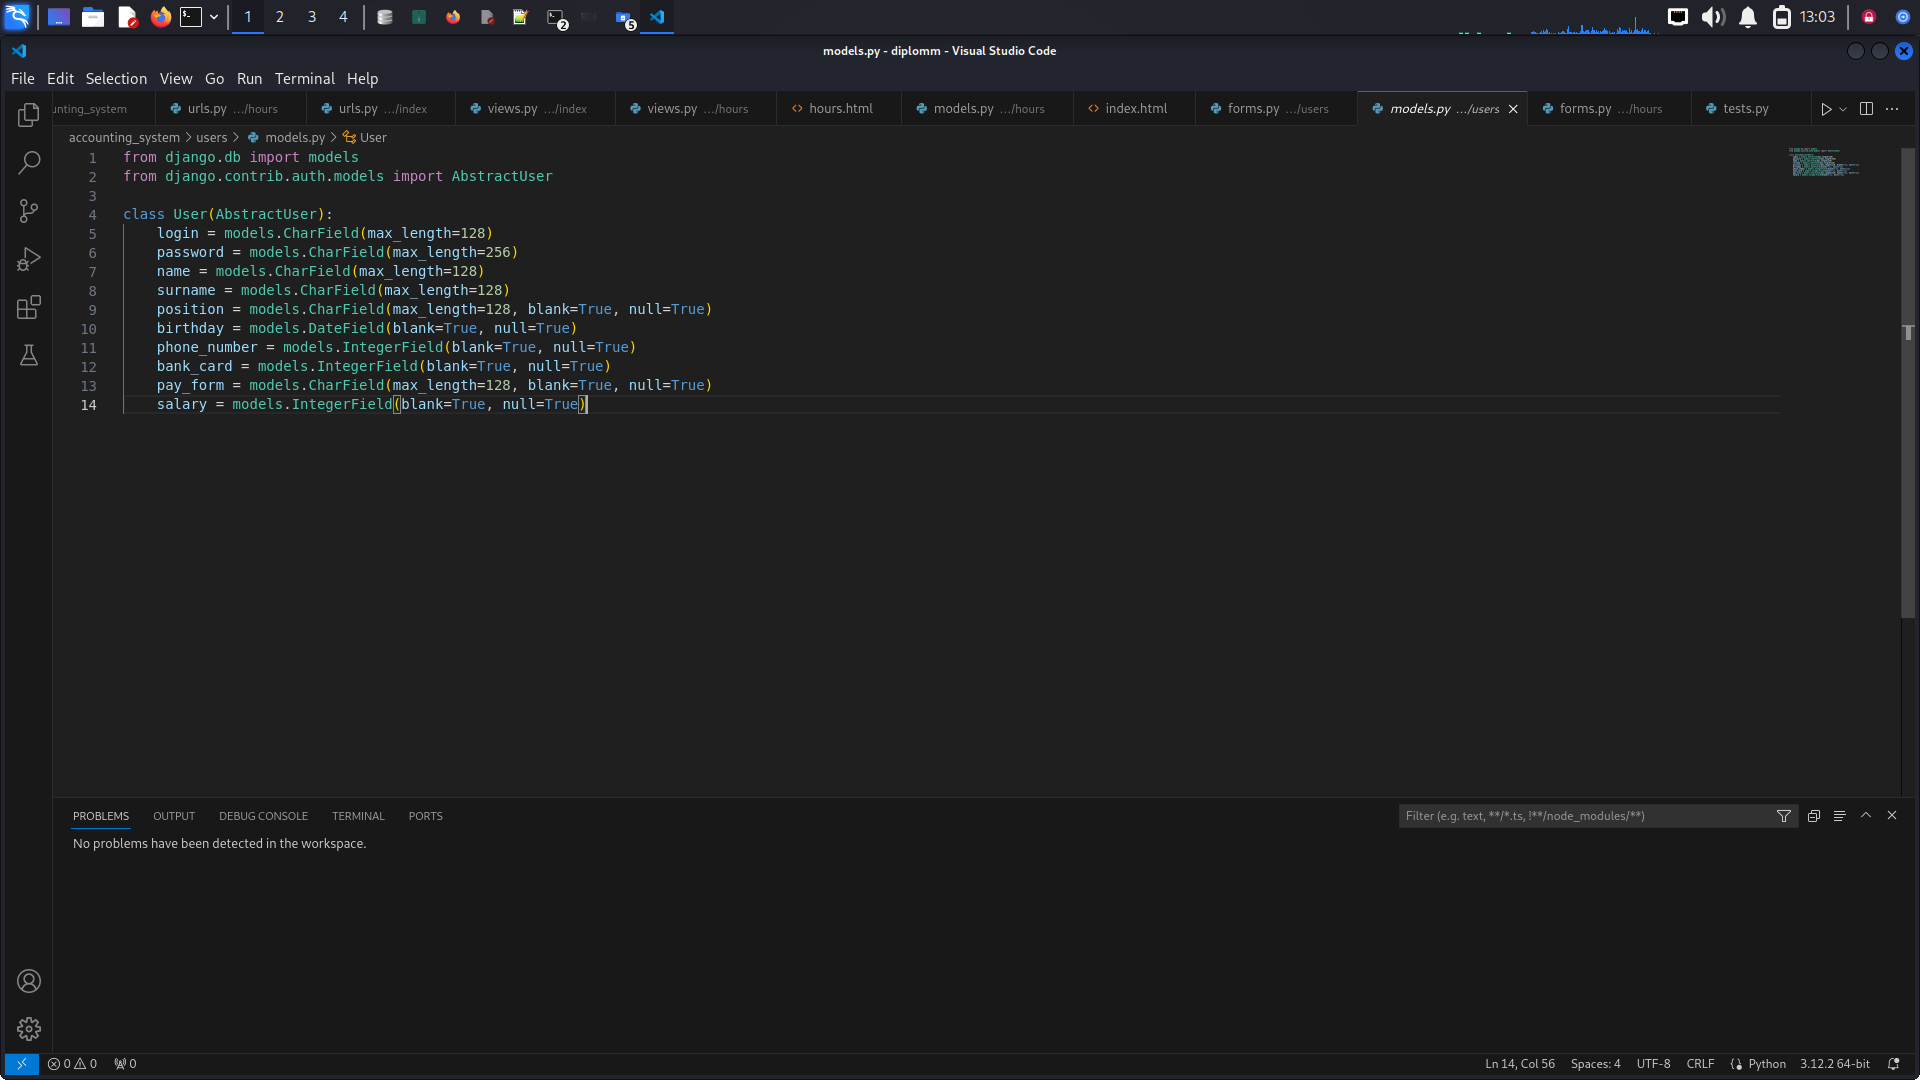 1 2 3 4 2 5 13:03
models.py - diplomm - Visual Studio Code
File Edit Selection View Go Run Terminal Help
unting_system urls.py .../hours urls.py .../index views.py .../index views.py .../hours hours.html models.py .../hours index.html forms.py .../users models.py .../users forms.py .../hours tests.py
accounting_system > users > models.py > User
1 from django.db import models
2 from django.contrib.auth.models import AbstractUser
3
4 class User(AbstractUser):
5 login = models.CharField(max_length=128)
6 password = models.CharField(max_length=256)
7 name = models.CharField(max_length=128)
8 surname = models.CharField(max_length=128)
9 position = models.CharField(max_length=128, blank=True, null=True)
10 birthday = models.DateField(blank=True, null=True)
11 phone_number = models.IntegerField(blank=True, null=True)
12 bank_card = models.IntegerField(blank=True, null=True)
13 pay_form = models.CharField(max_length=128, blank=True, null=True)
14 salary = models.IntegerField(blank=True, null=True)
PROBLEMS OUTPUT DEBUG CONSOLE TERMINAL PORTS Filter (e.g. text, **/*.ts, !**/node_modules/**)
No problems have been detected in the workspace.
0 0 0 Ln 14, Col 56 Spaces: 4 UTF-8 CRLF Python 3.12.2 64-bit